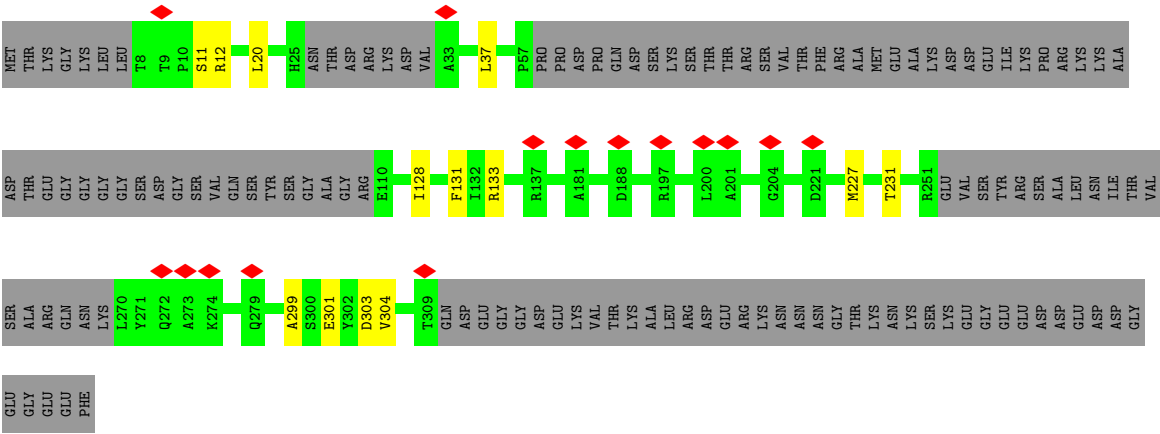 MET THR LYS GLY LYS LEU LEU T8 T9 P10 S11 R12 L20 H25 ASN THR ASP ARG LYS ASP VAL A33 L37 P57 PRO PRO ASP PRO GLN ASP SER LYS SER THR THR ARG SER VAL THR PHE ARG ALA MET GLU ALA LYS ASP ASP GLU ILE LYS PRO ARG LYS LYS ALA
ASP THR GLU GLY GLY GLY GLY SER ASP GLY SER VAL GLN SER TYR SER GLY ALA GLY ARG E110 I128 F131 I132 R133 R137 A181 D188 R197 L200 A201 G204 D221 M227 T231 R251 GLU VAL SER TYR ARG SER ALA LEU ASN ILE THR VAL
SER ALA ARG GLN ASN LYS L270 Y271 Q272 A273 K274 Q279 A299 S300 E301 Y302 D303 V304 T309 GLN ASP GLU GLY GLY ASP GLU LYS VAL THR LYS ALA LEU ARG ASP GLU ARG LYS ASN ASN ASN GLY THR LYS ASN LYS SER LYS GLU GLY GLU GLU ASP ASP GLU ASP ASP GLY
GLU GLY GLU GLU PHE